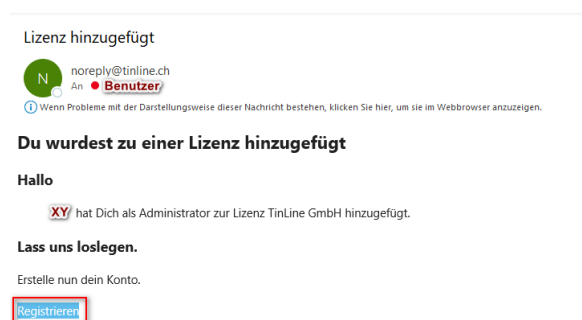 Lizenz hinzugefügt
N
noreply@tinline.ch
An Benutzer
Wenn Probleme mit der Darstellungsweise dieser Nachricht bestehen, klicken Sie hier, um sie im Webbrowser anzuzeigen.
Du wurdest zu einer Lizenz hinzugefügt
Hallo
XY hat Dich als Administrator zur Lizenz TinLine GmbH hinzugefügt.
Lass uns loslegen.
Erstelle nun dein Konto.
Registrieren